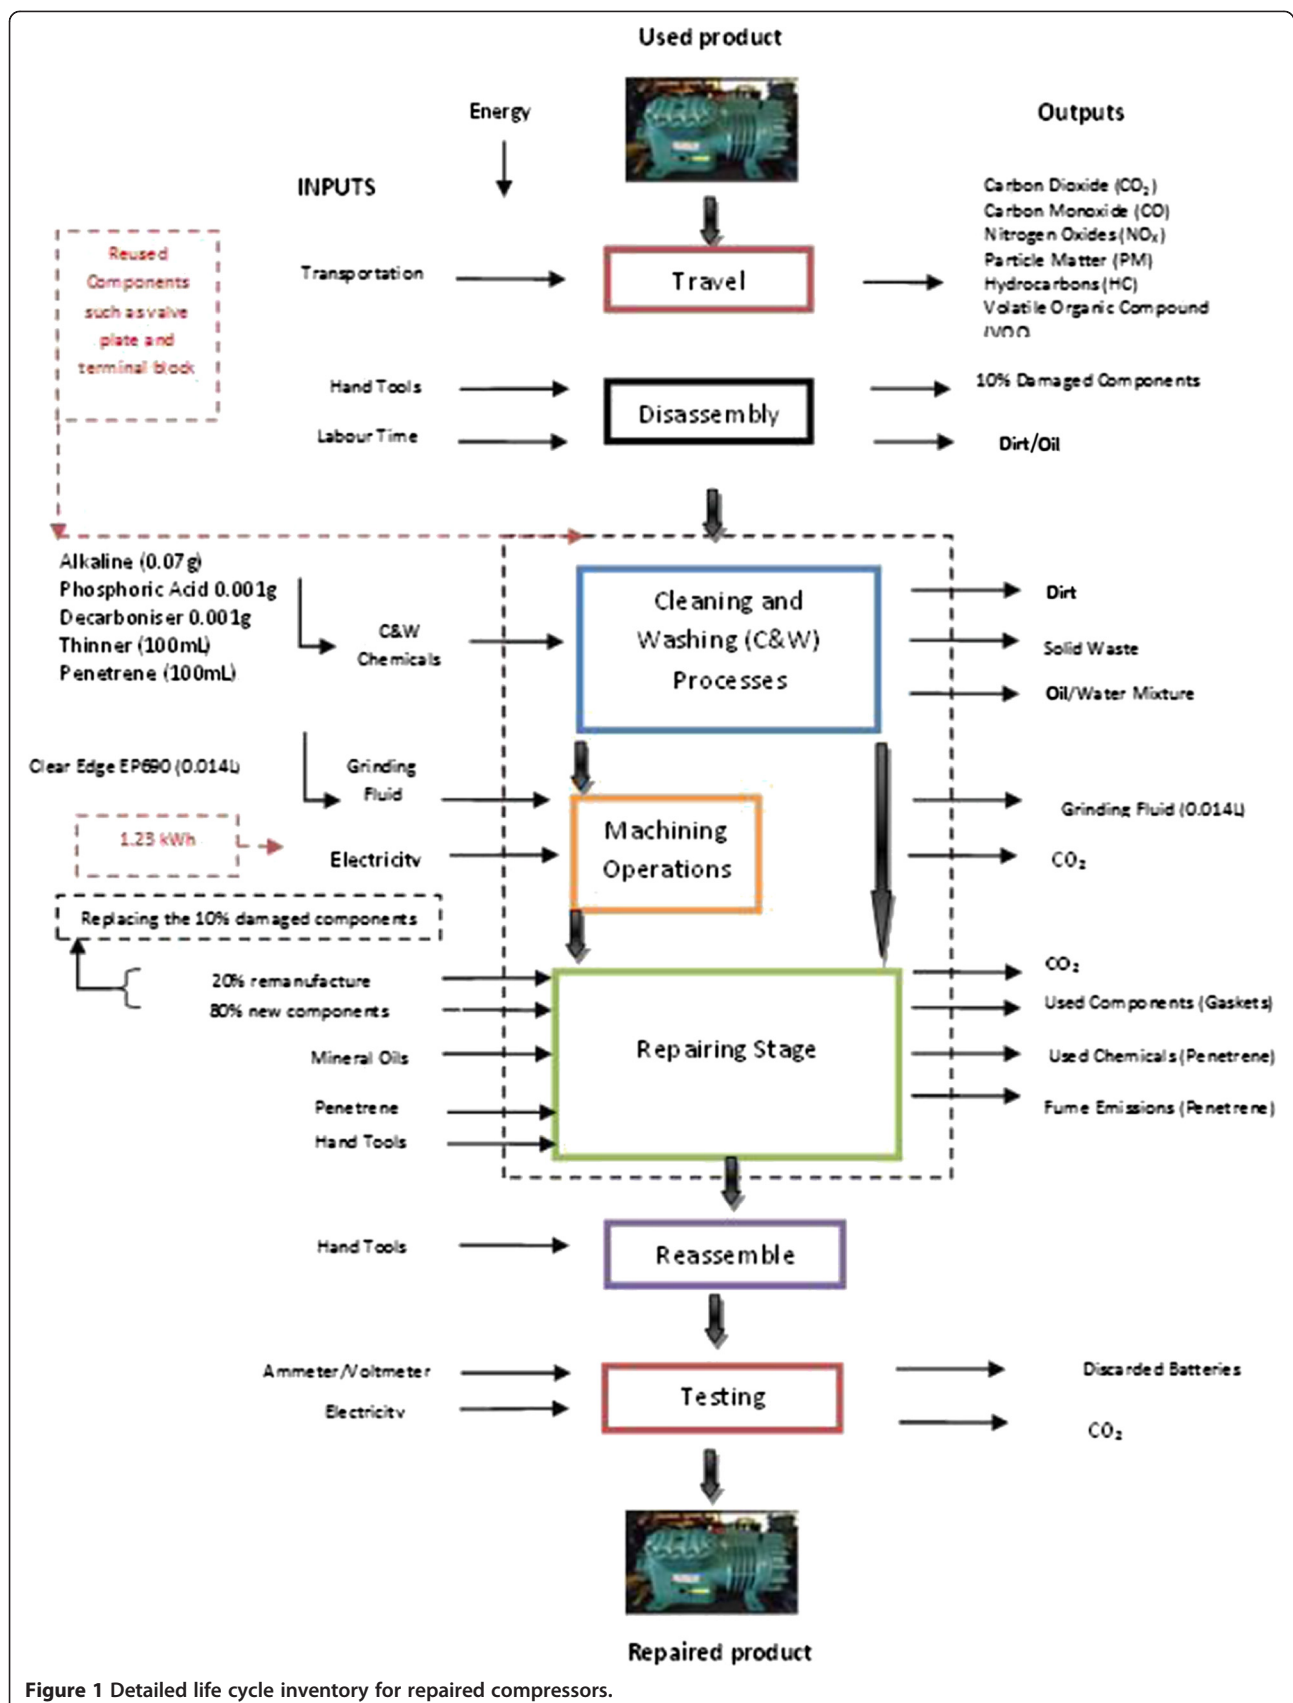 Used product
Energy
Outputs
INPUTS
Carbon Dioxide (CO₂)
Carbon Monoxide (CO)
Nitrogen Oxides (NOₓ)
Particle Matter (PM)
Hydrocarbons (HC)
Volatile Organic Compound
Reused
Components
such as valve
plate and
terminal block
Transportation
Travel
Hand Tools
Labour Time
Disassembly
10% Damaged Components
Dirt/Oil
Alkaline (0.07g)
Phosphoric Acid 0.001g
Decarboniser 0.001g
Thinner (100mL)
Penetrene (100mL)
C&W
Chemicals
Cleaning and
Washing (C&W)
Processes
Dirt
Solid Waste
Oil/Water Mixture
Clear Edge EP690 (0.014L)
Grinding
Fluid
1.23 kWh
Electricity
Machining
Operations
Grinding Fluid (0.014L)
CO₂
Replacing the 10% damaged components
20% remanufacture
80% new components
Mineral Oils
Penetrene
Hand Tools
Repairing Stage
CO₂
Used Components (Gaskets)
Used Chemicals (Penetrene)
Fume Emissions (Penetrene)
Hand Tools
Reassemble
Ammeter/Voltmeter
Electricity
Testing
Discarded Batteries
CO₂
Repaired product
Figure 1 Detailed life cycle inventory for repaired compressors.